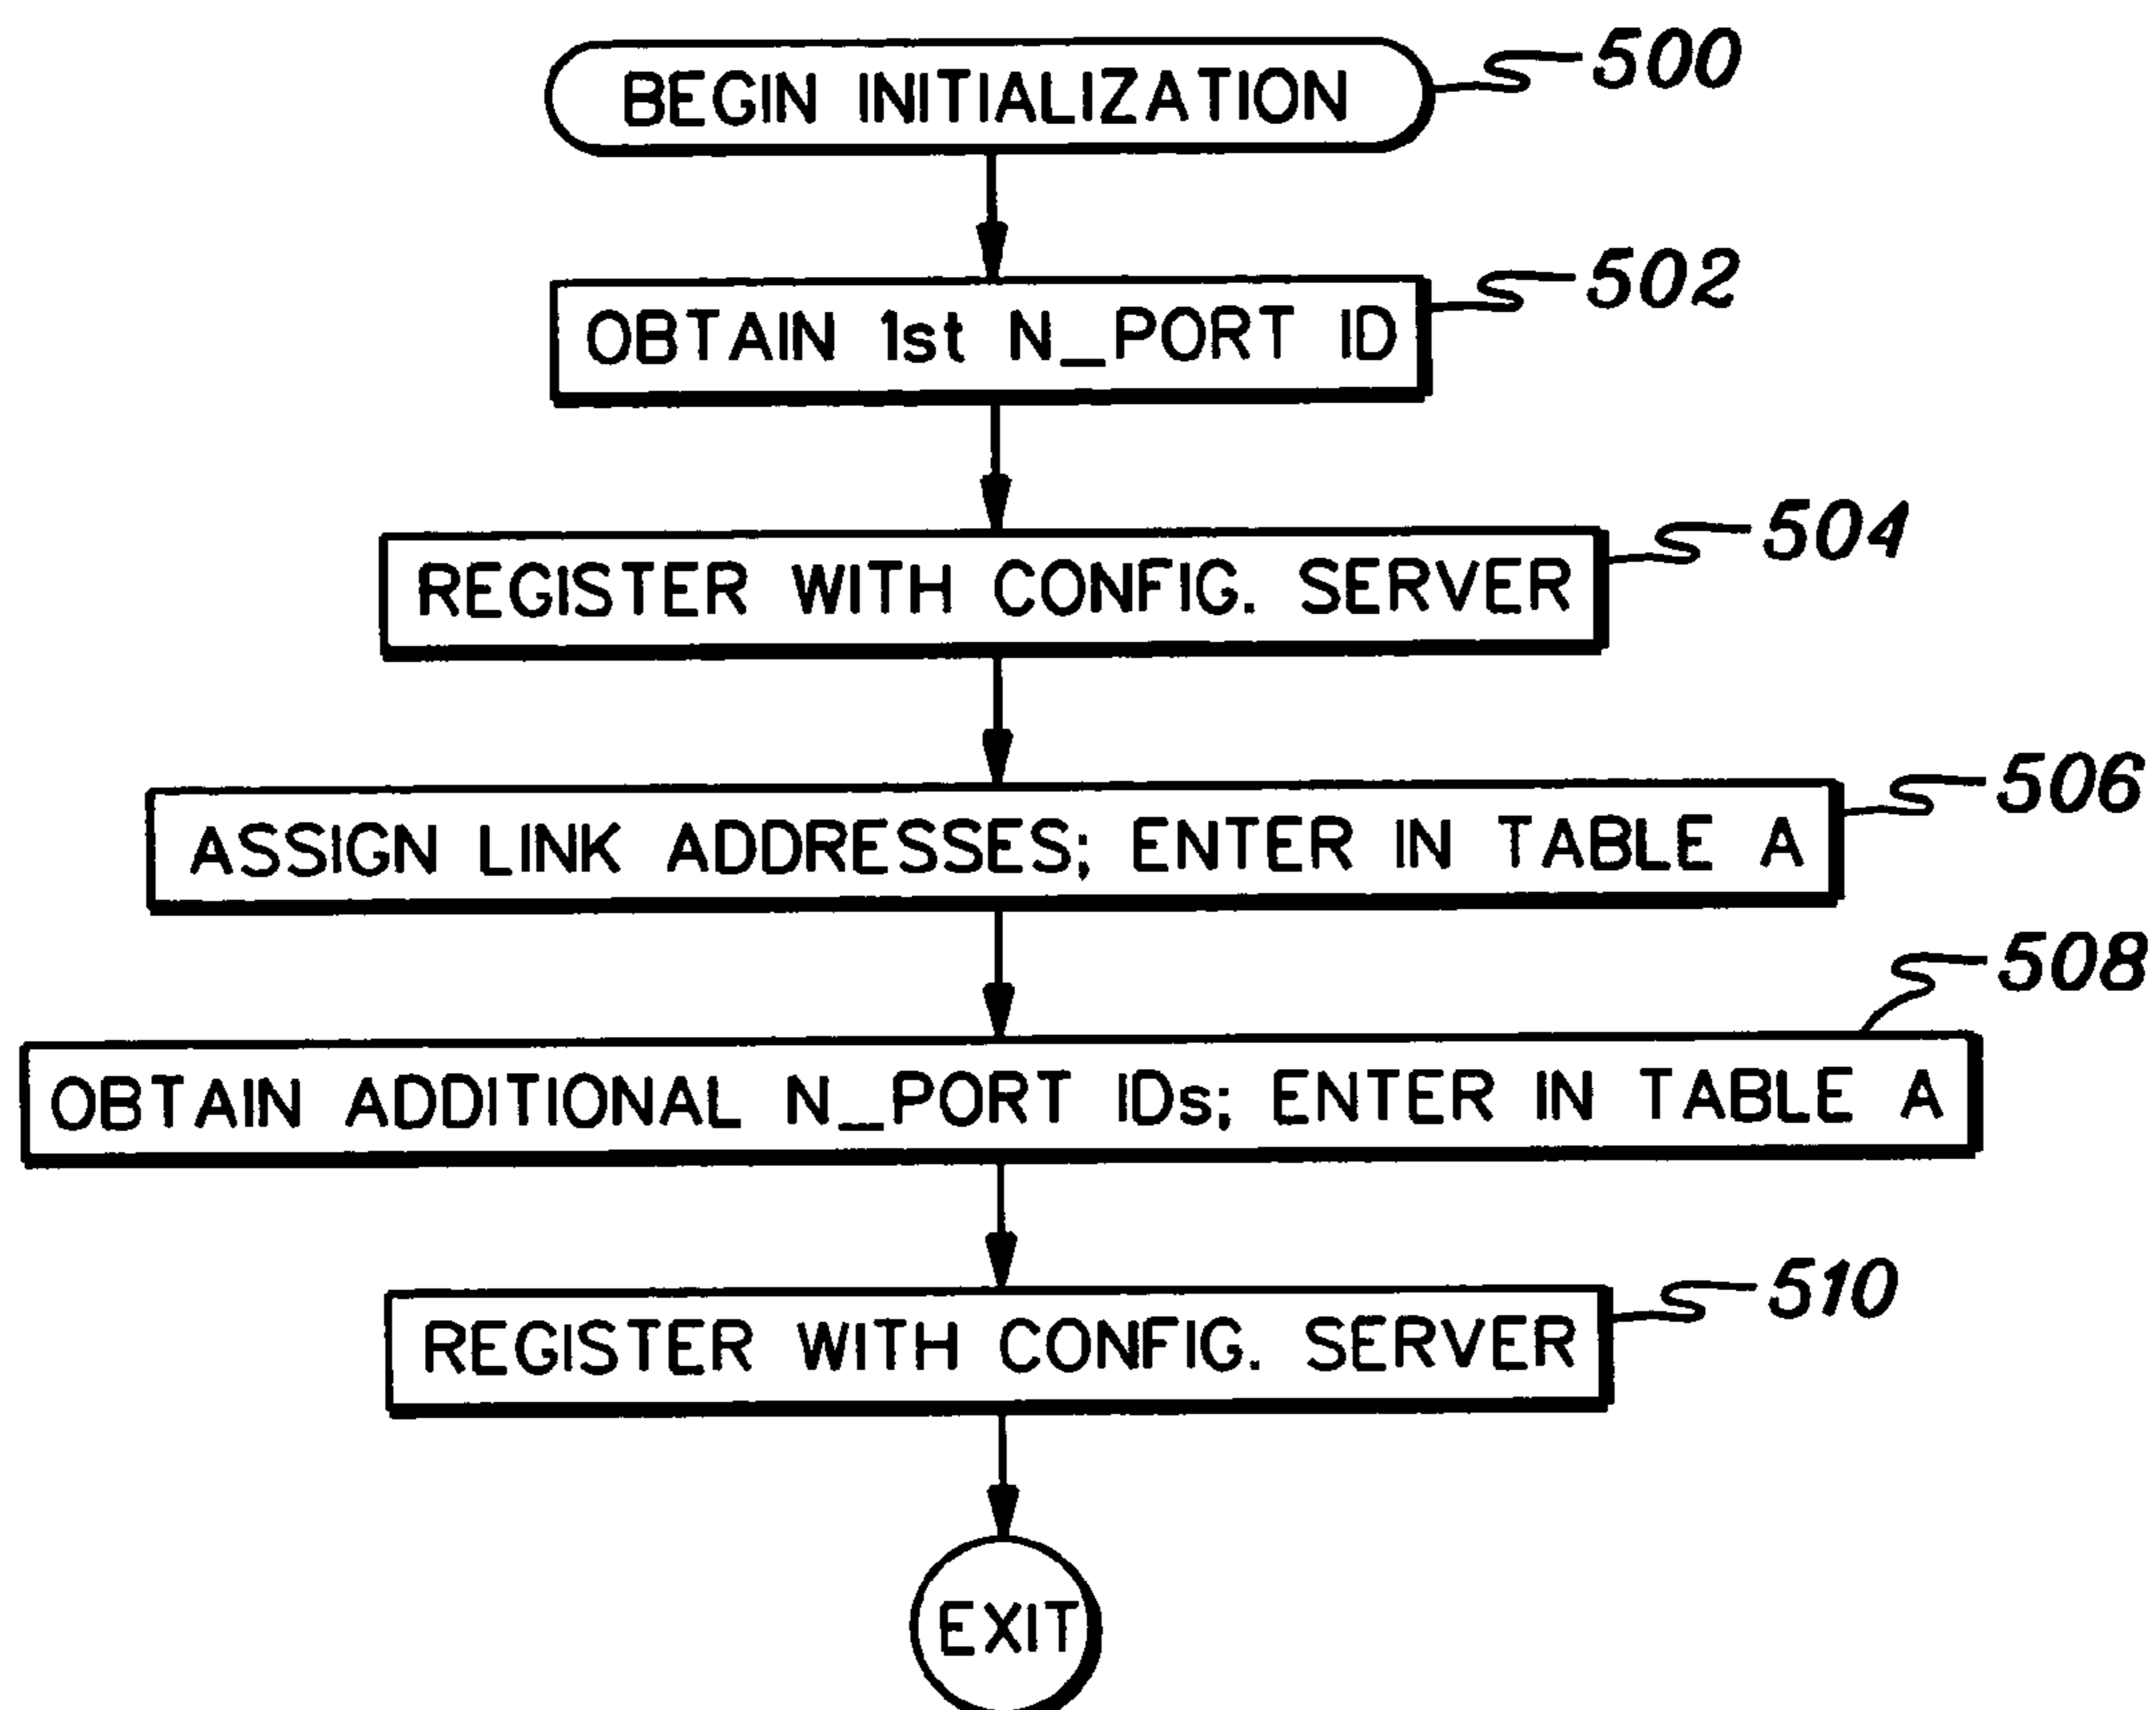 BEGIN INITIALIZATION
500
OBTAIN 1st N_PORT ID
502
REGISTER WITH CONFIG. SERVER
504
ASSIGN LINK ADDRESSES; ENTER IN TABLE A
506
OBTAIN ADDITIONAL N_PORT IDs; ENTER IN TABLE A
508
REGISTER WITH CONFIG. SERVER
510
EXIT